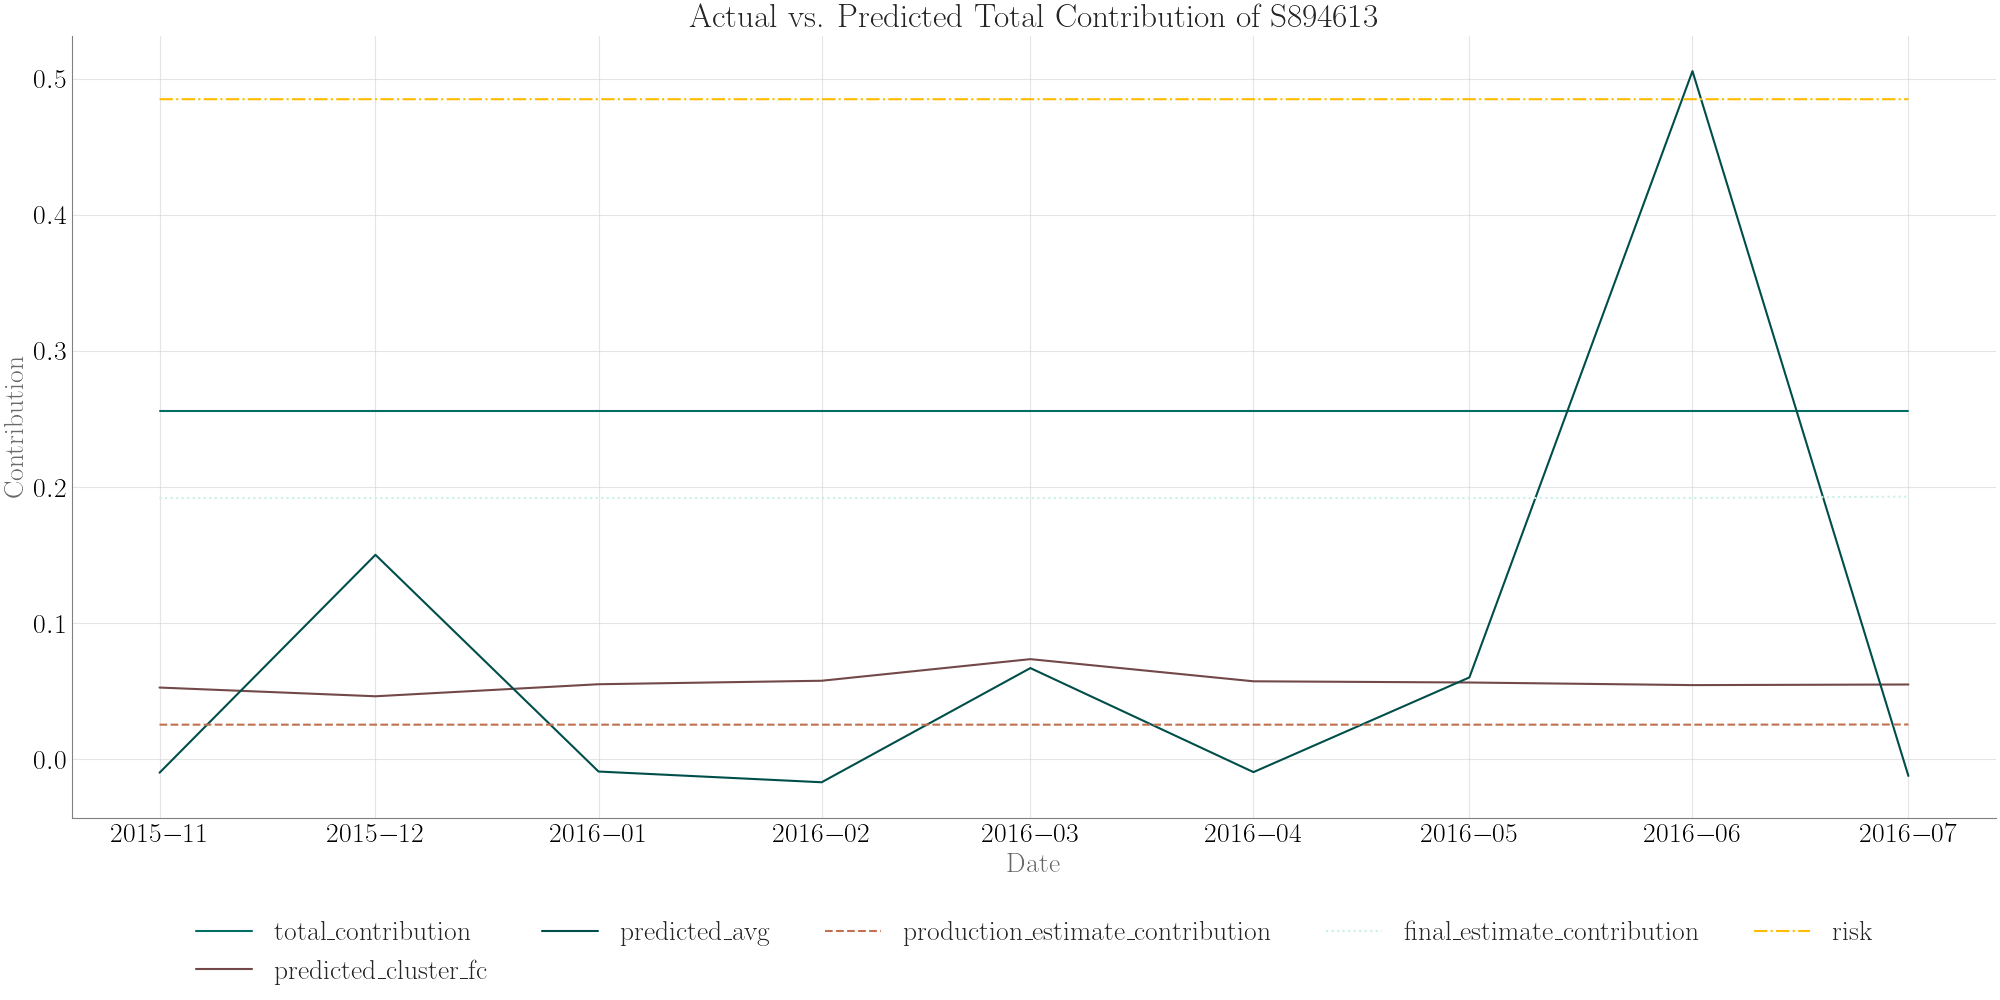 Actual vs. Predicted Total Contribution of S894613
0.5
0.4
0.3
0.2
0.1
0.0
Contribution
2015–11 2015–12 2016–01 2016–02 2016–03 2016–04 2016–05 2016–06 2016–07
Date
total_contribution predicted_avg production_estimate_contribution final_estimate_contribution risk
predicted_cluster_fc